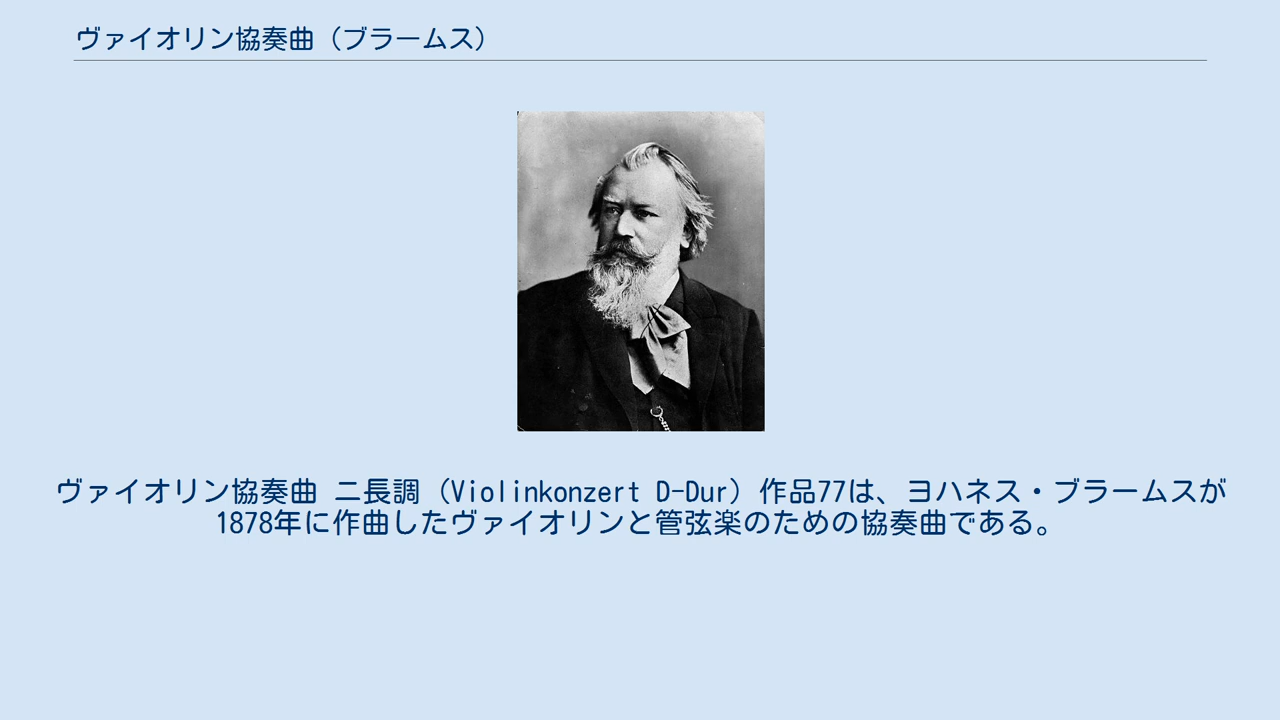 ヴァイオリン協奏曲（ブラームス）
ヴァイオリン協奏曲 ニ長調（Violinkonzert D-Dur）作品77は、ヨハネス・ブラームスが
1878年に作曲したヴァイオリンと管弦楽のための協奏曲である。